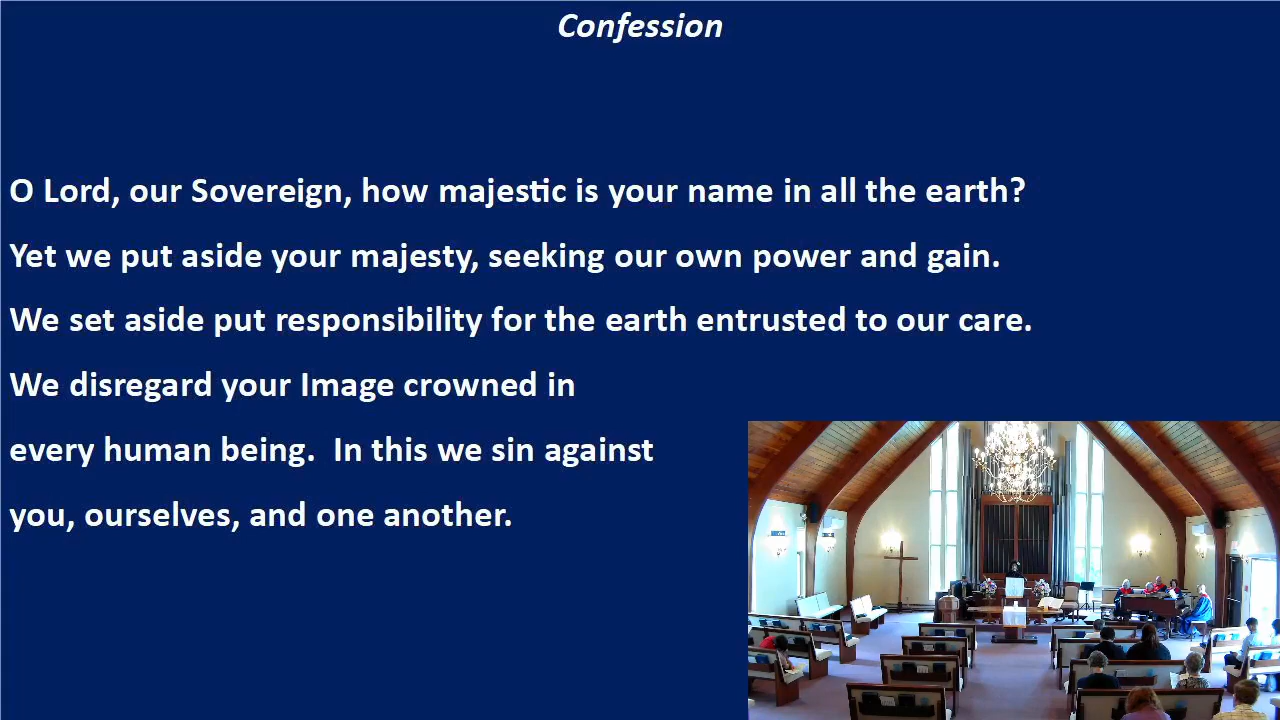 Confession
O Lord, our Sovereign, how majestic is your name in all the earth?
Yet we put aside your majesty, seeking our own power and gain.
We set aside put responsibility for the earth entrusted to our care.
We disregard your Image crowned in
every human being.  In this we sin against
you, ourselves, and one another.